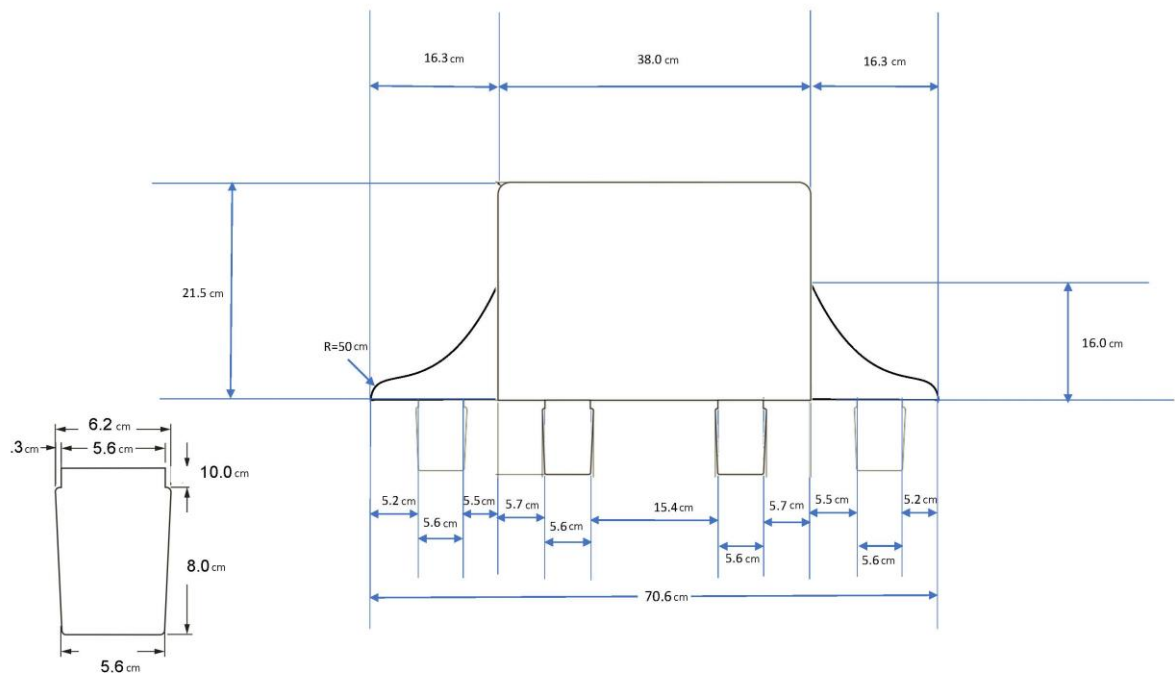 16.3 cm
38.0 cm
16.3 cm
21.5 cm
R=50 cm
16.0 cm
6.2 cm
.3 cm
5.6 cm
10.0 cm
8.0 cm
5.6 cm
5.2 cm
5.5 cm
5.7 cm
15.4 cm
5.7 cm
5.5 cm
5.2 cm
5.6 cm
5.6 cm
5.6 cm
5.6 cm
70.6 cm